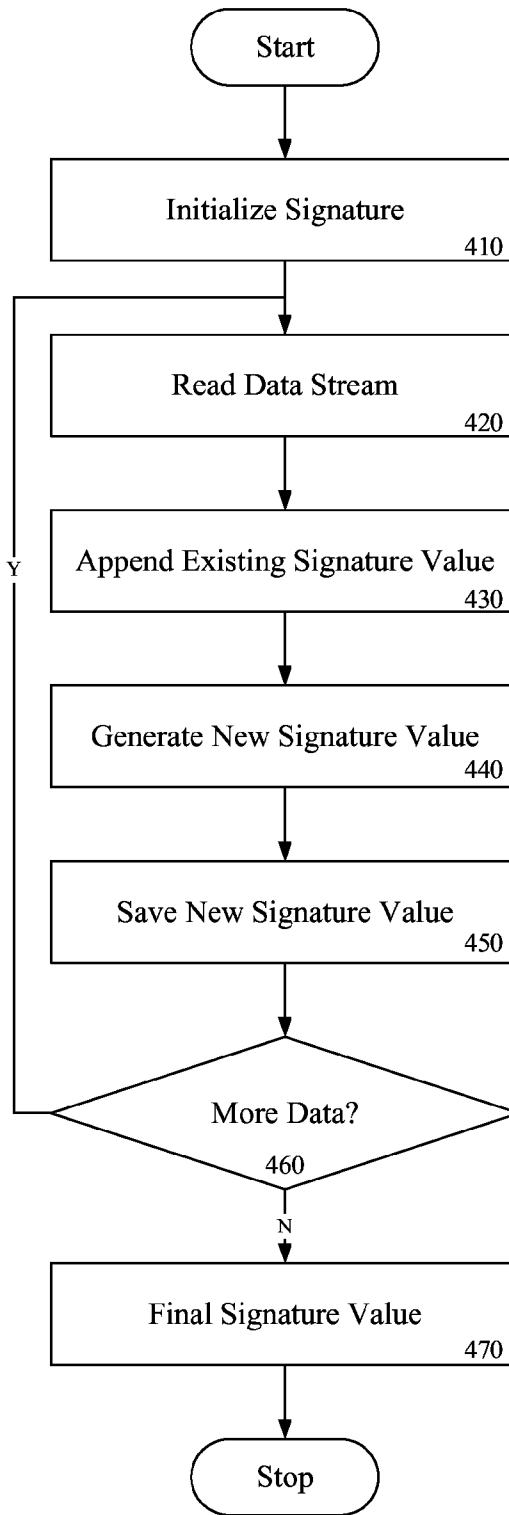 Start
Initialize Signature
410
Read Data Stream
420
Append Existing Signature Value
430
Y
Generate New Signature Value
440
Save New Signature Value
450
More Data?
460
N
Final Signature Value
470
Stop